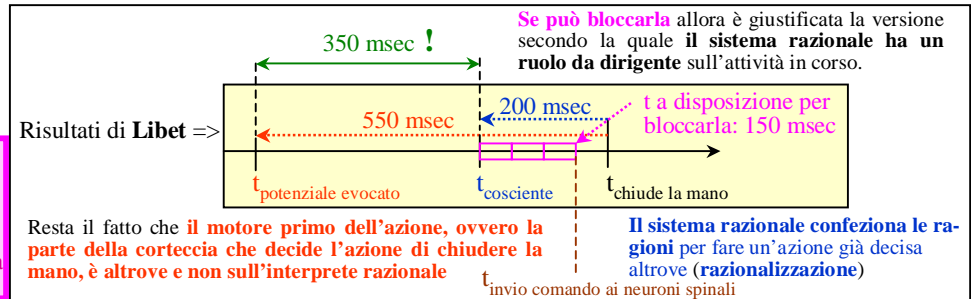 Se può bloccarla allora è giustificata la versione
secondo la quale il sistema razionale ha un
ruolo da dirigente sull'attività in corso.
350 msec !
200 msec
550 msec
t a disposizione per
bloccarla: 150 msec
Risultati di Libet =>
t potenziale evocato
t cosciente
t chiude la mano
Resta il fatto che il motore primo dell'azione, ovvero la
parte della corteccia che decide l'azione di chiudere la
mano, è altrove e non sull'interprete razionale
Il sistema razionale confeziona le ra-
gioni per fare un'azione già decisa
altrove (razionalizzazione)
t invio comando ai neuroni spinali